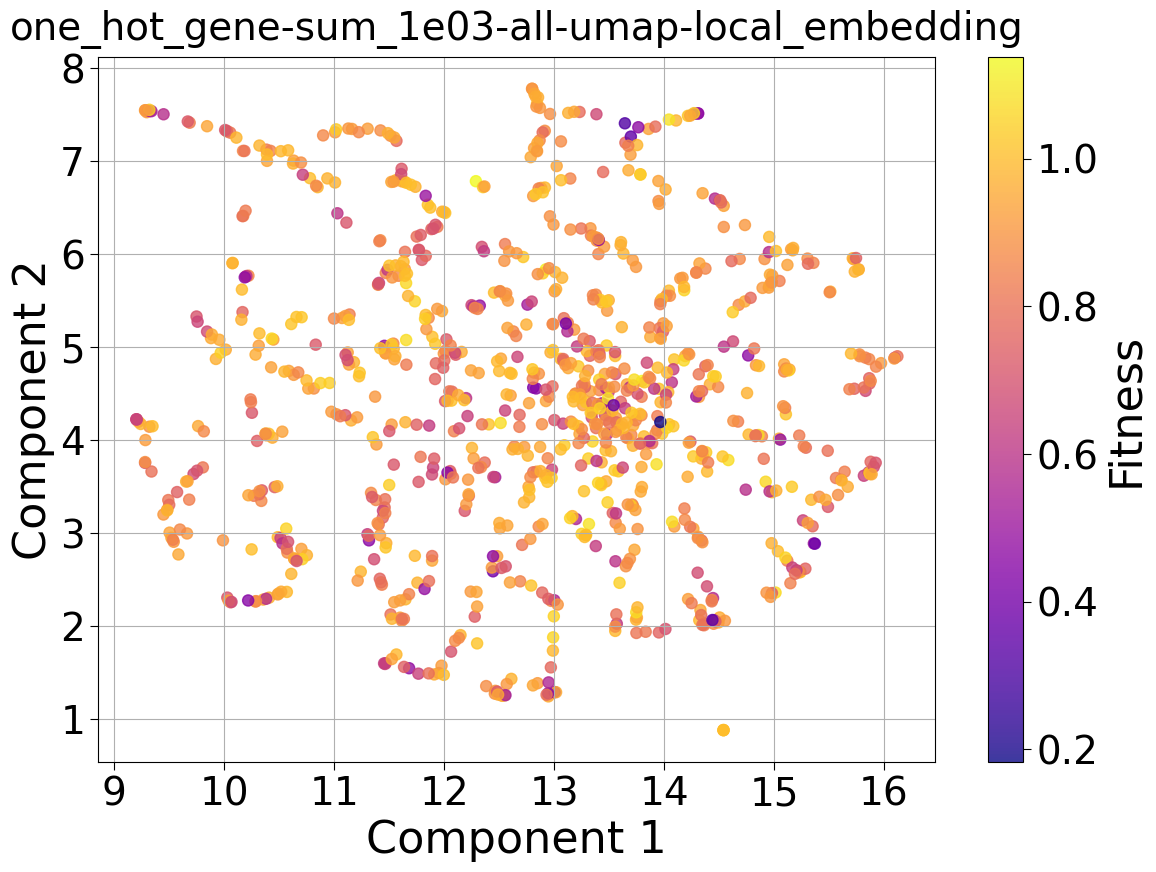 one_hot_gene-sum_1e03-all-umap-local_embedding
8
7
6
5
4
3
2
1
Component 2
9 10 11 12 13 14 15 16
Component 1
1.0
0.8
0.6
0.4
0.2
Fitness